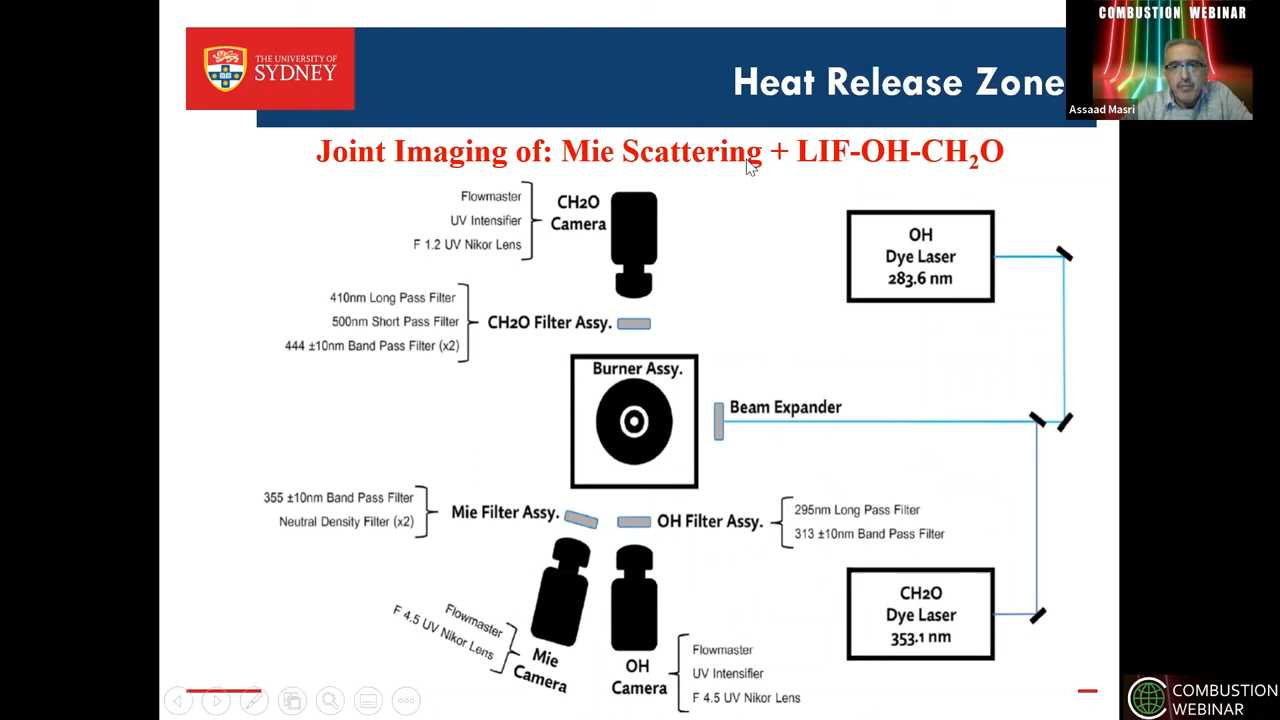 COMBUSTION WEBINAR
THE UNIVERSITY OF
SYDNEY
Heat Release Zone
Assaad Masri
Joint Imaging of: Mie Scattering + LIF-OH-CH2O
Flowmaster
UV Intensifier
F 1.2 UV Nikor Lens
CH2O
Camera
OH
Dye Laser
283.6 nm
410nm Long Pass Filter
500nm Short Pass Filter
444 ±10nm Band Pass Filter (x2)
CH2O Filter Assy.
Burner Assy.
Beam Expander
355 ±10nm Band Pass Filter
Neutral Density Filter (x2)
Mie Filter Assy.
OH Filter Assy.
295nm Long Pass Filter
313 ±10nm Band Pass Filter
CH2O
Dye Laser
353.1 nm
Flowmaster
F 4.5 UV Nikor Lens
Mie
Camera
OH
Camera
Flowmaster
UV Intensifier
F 4.5 UV Nikor Lens
COMBUSTION
WEBINAR